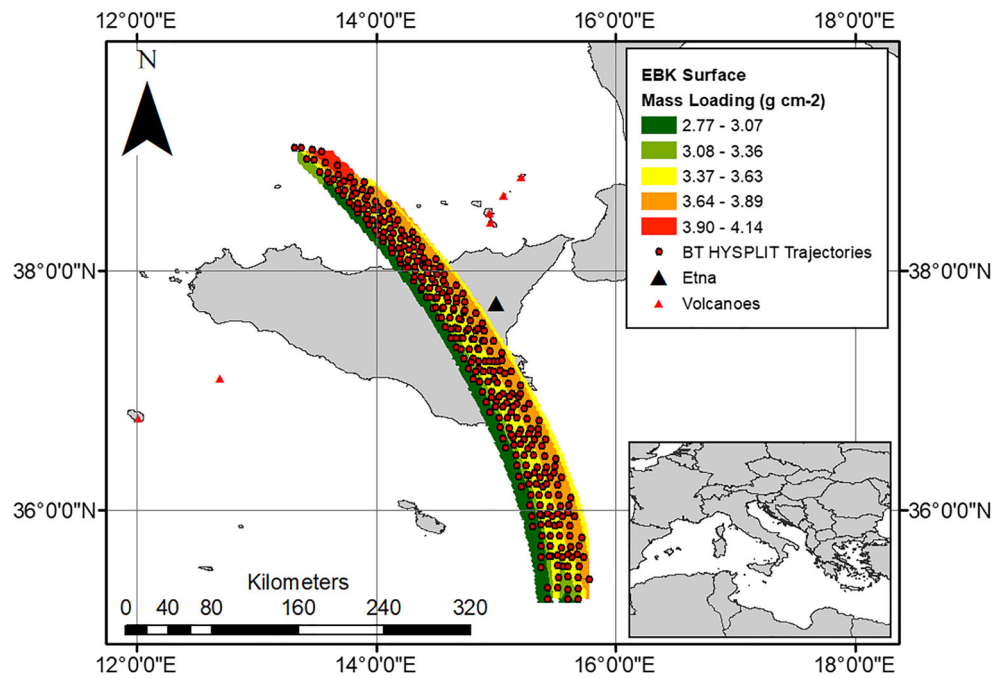 12°0'0"E 14°0'0"E 16°0'0"E 18°0'0"E
N
EBK Surface
Mass Loading (g cm-2)
2.77 - 3.07
3.08 - 3.36
3.37 - 3.63
3.64 - 3.89
3.90 - 4.14
BT HYSPLIT Trajectories
Etna
Volcanoes
38°0'0"N 38°0'0"N
36°0'0"N 36°0'0"N
Kilometers
0 40 80 160 240 320
12°0'0"E 14°0'0"E 16°0'0"E 18°0'0"E